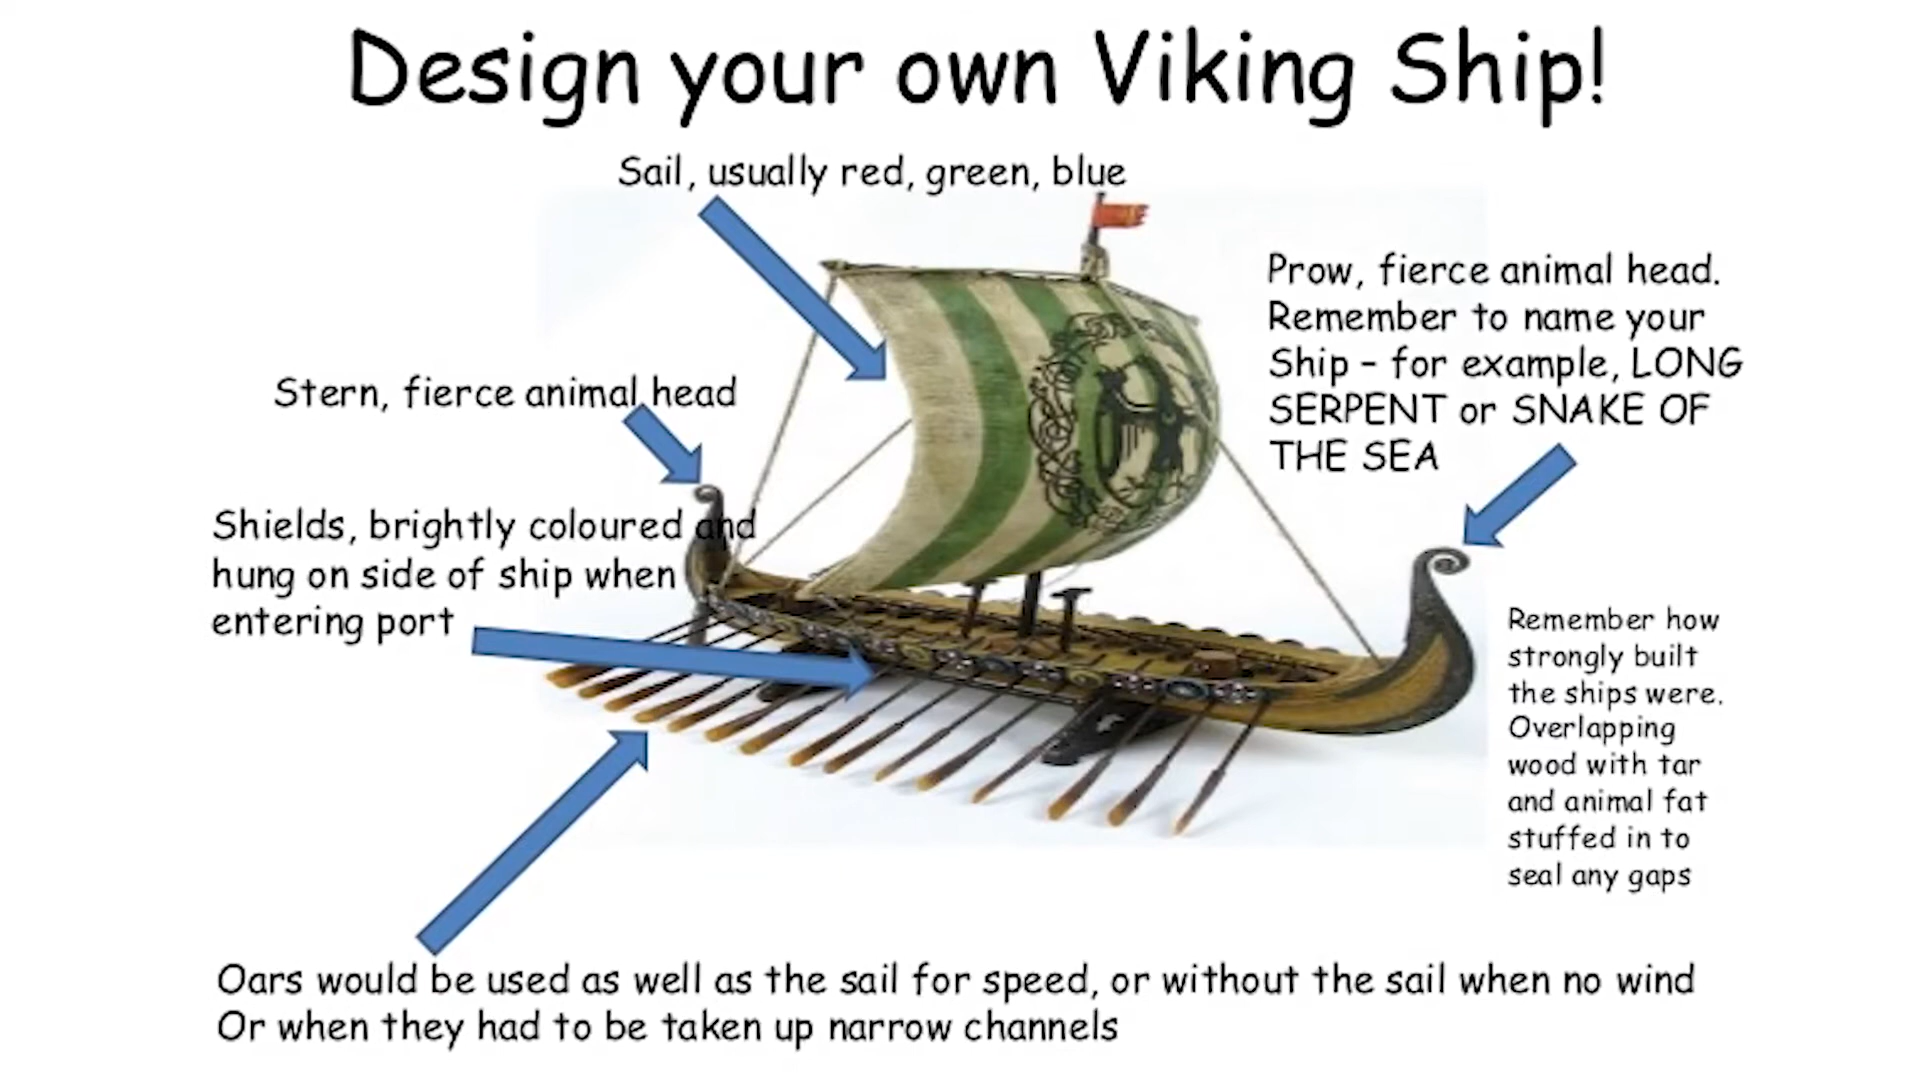 Design your own Viking Ship!
Sail, usually red, green, blue
Prow, fierce animal head.
Remember to name your
Ship – for example, LONG
SERPENT or SNAKE OF
THE SEA
Stern, fierce animal head
Shields, brightly coloured and
hung on side of ship when
entering port
Remember how
strongly built
the ships were.
Overlapping
wood with tar
and animal fat
stuffed in to
seal any gaps
Oars would be used as well as the sail for speed, or without the sail when no wind
Or when they had to be taken up narrow channels